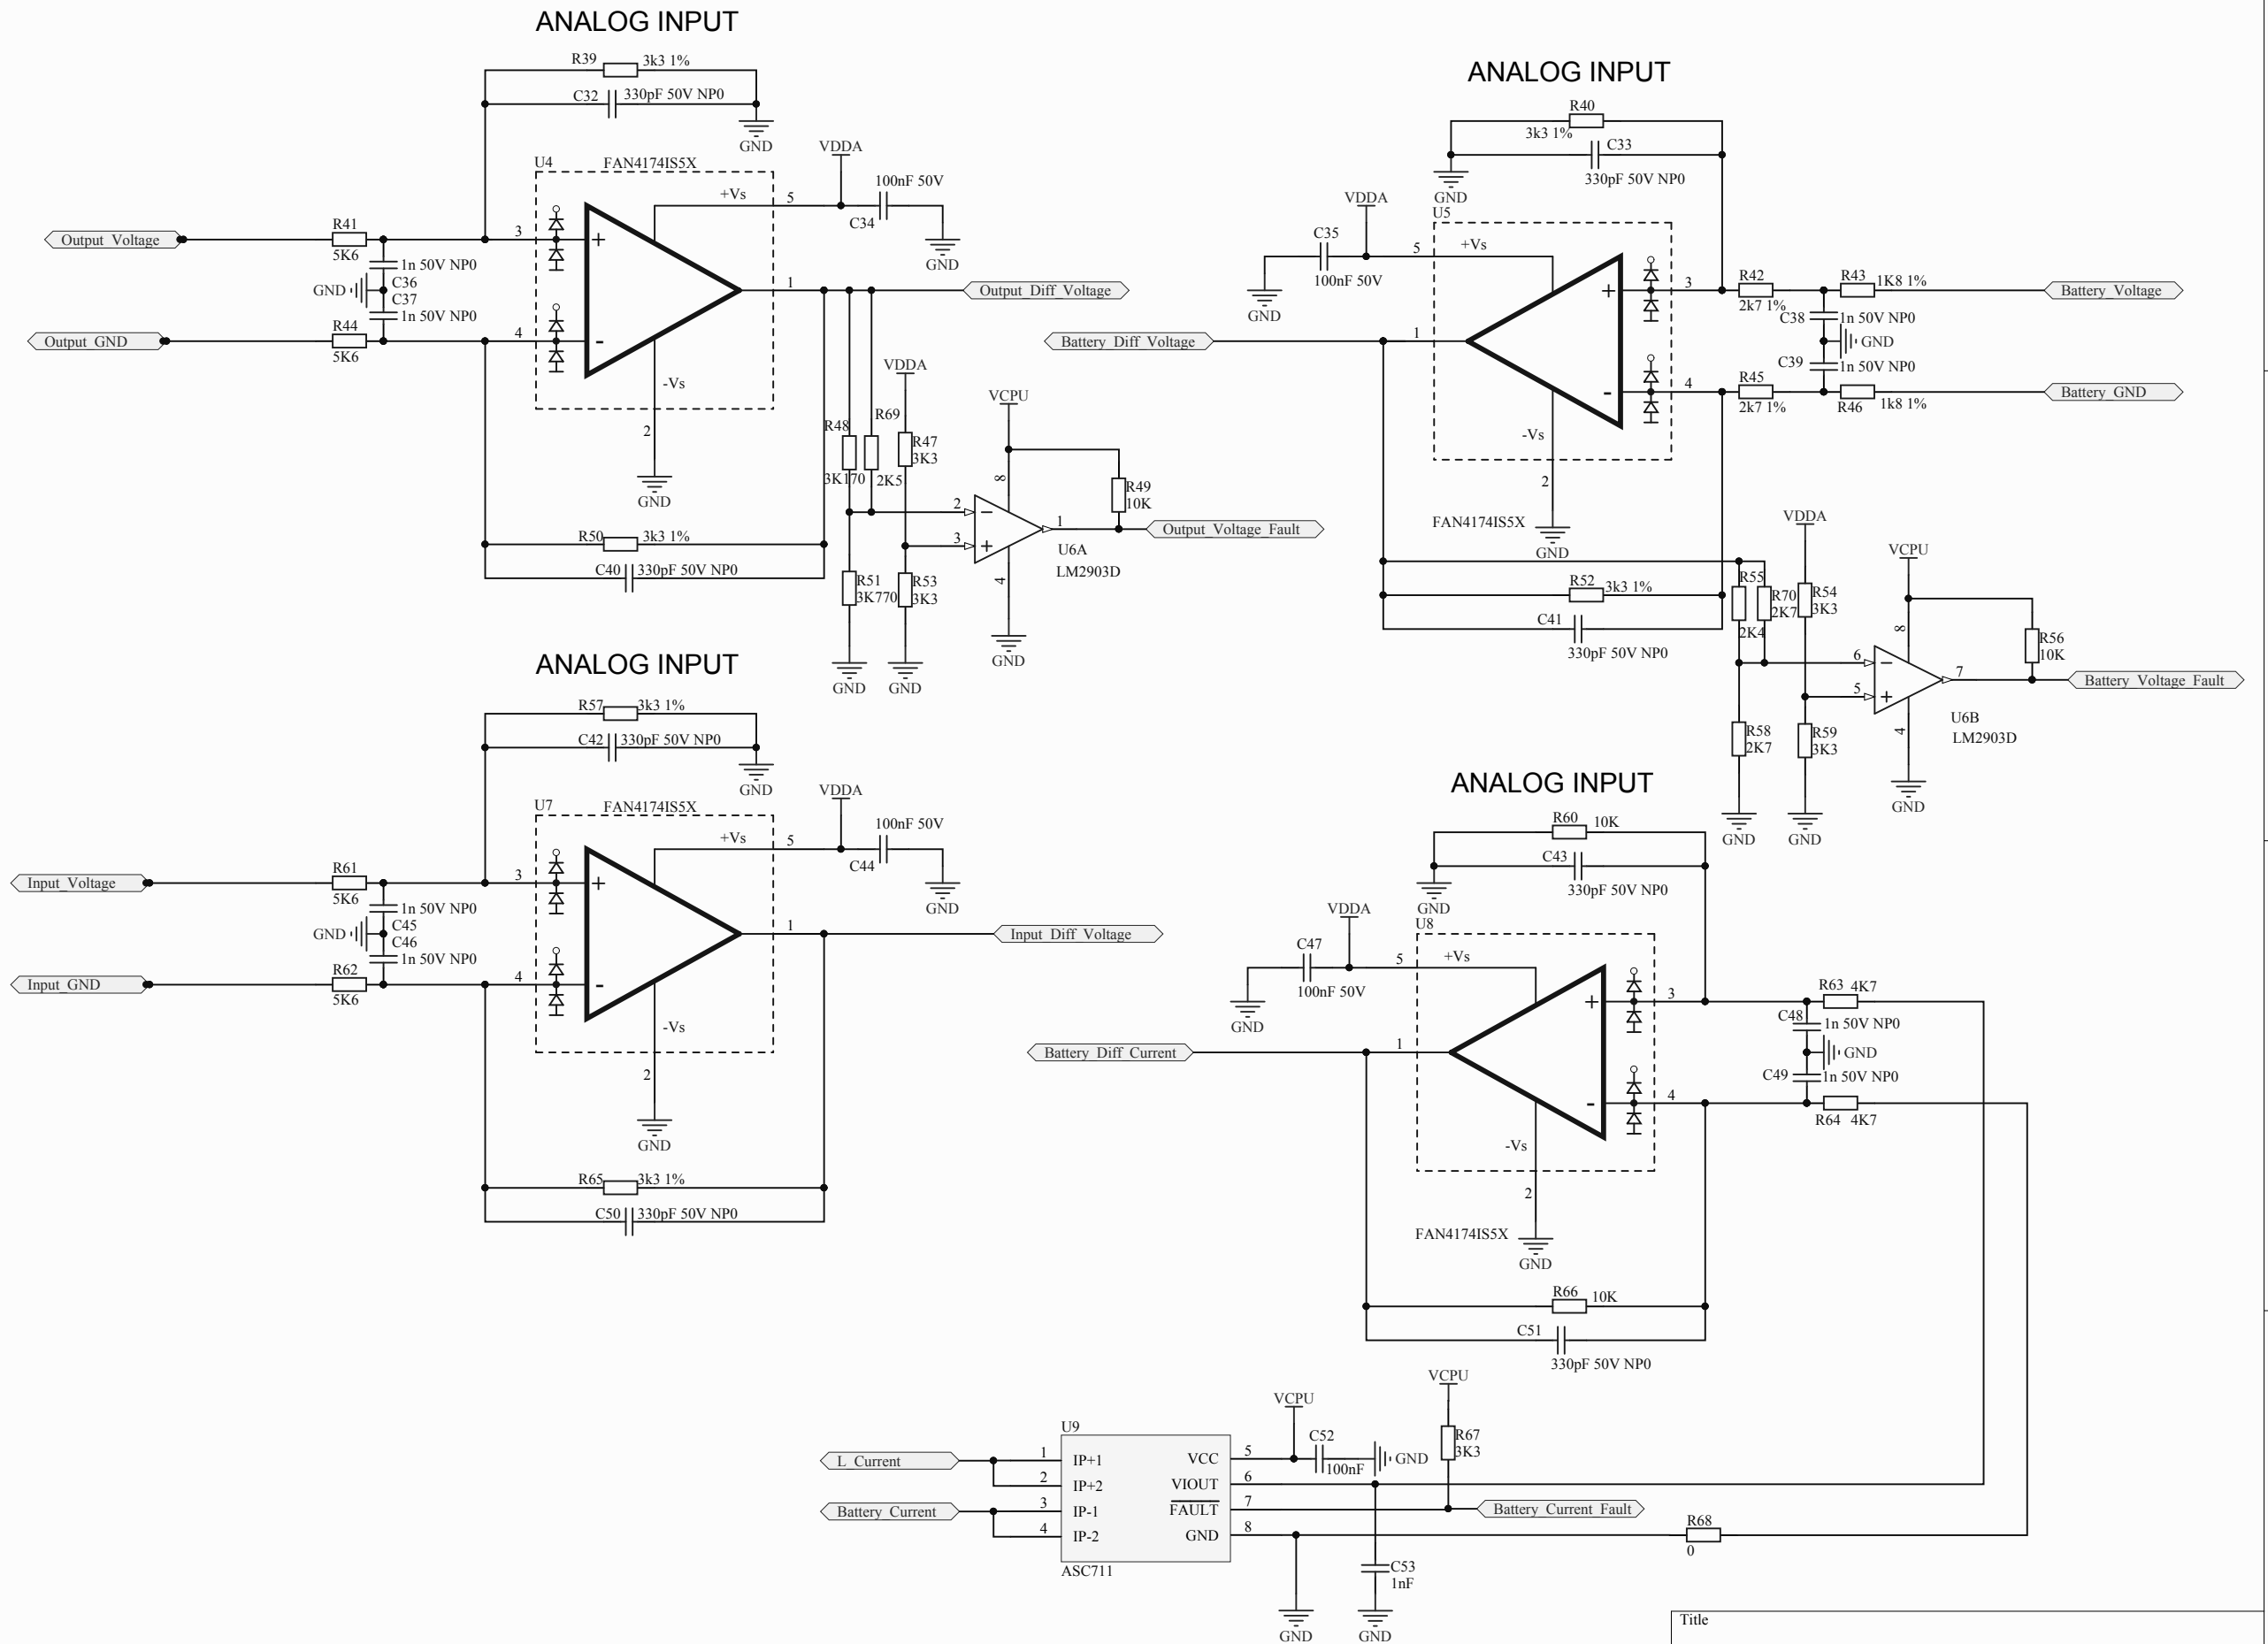 ANALOG INPUT
R39 3k3 1%
C32 330pF 50V NP0
GND
U4 FAN4174IS5X
VDDA
+Vs 5
100nF 50V
C34
GND
Output_Voltage
R41
5K6
3
+
1n 50V NP0
C36
GND
C37
1n 50V NP0
1
Output_Diff_Voltage
Output_GND
R44
5K6
4
-
-Vs
2
GND
R50 3k3 1%
C40 330pF 50V NP0
R48
3K170
R69
2K5
VDDA
R47
3K3
VCPU
8
R49
10K
2
−
3
+
1
Output_Voltage_Fault
U6A
LM2903D
4
GND
R51
3K770
R53
3K3
GND
GND
ANALOG INPUT
R40
3k3 1%
C33
330pF 50V NP0
GND
U5
VDDA
C35
100nF 50V
GND
5 +Vs
+
3
R42
2k7 1%
R43 1K8 1%
Battery_Voltage
C38 1n 50V NP0
GND
C39 1n 50V NP0
Battery_Diff_Voltage
1
-
4
R45
2k7 1%
R46 1k8 1%
Battery_GND
-Vs
2
FAN4174IS5X
GND
R52 3k3 1%
C41
330pF 50V NP0
R55
2K4
R70
2K7
VDDA
R54
3K3
VCPU
8
R56
10K
6
−
5
+
7
Battery_Voltage_Fault
U6B
LM2903D
4
GND
R58
2K7
R59
3K3
GND
GND
ANALOG INPUT
R57 3k3 1%
C42 330pF 50V NP0
GND
U7 FAN4174IS5X
VDDA
+Vs 5
100nF 50V
C44
GND
Input_Voltage
R61
5K6
3
+
1n 50V NP0
C45
GND
C46
1n 50V NP0
1
Input_Diff_Voltage
Input_GND
R62
5K6
4
-
-Vs
2
GND
R65 3k3 1%
C50 330pF 50V NP0
ANALOG INPUT
R60 10K
C43
330pF 50V NP0
GND
U8
VDDA
C47
100nF 50V
GND
5 +Vs
+
3
R63 4K7
C48
1n 50V NP0
GND
C49 1n 50V NP0
Battery_Diff_Current
1
-
4
R64 4K7
-Vs
2
FAN4174IS5X
GND
R66 10K
C51
330pF 50V NP0
VCPU
VCPU
U9
C52
100nF
GND
R67
3K3
L_Current
1 IP+1 VCC 5
2 IP+2 VIOUT 6
Battery_Current
3 IP-1 FAULT 7
Battery_Current_Fault
4 IP-2 GND 8
ASC711
R68
0
C53
1nF
GND
GND
Title